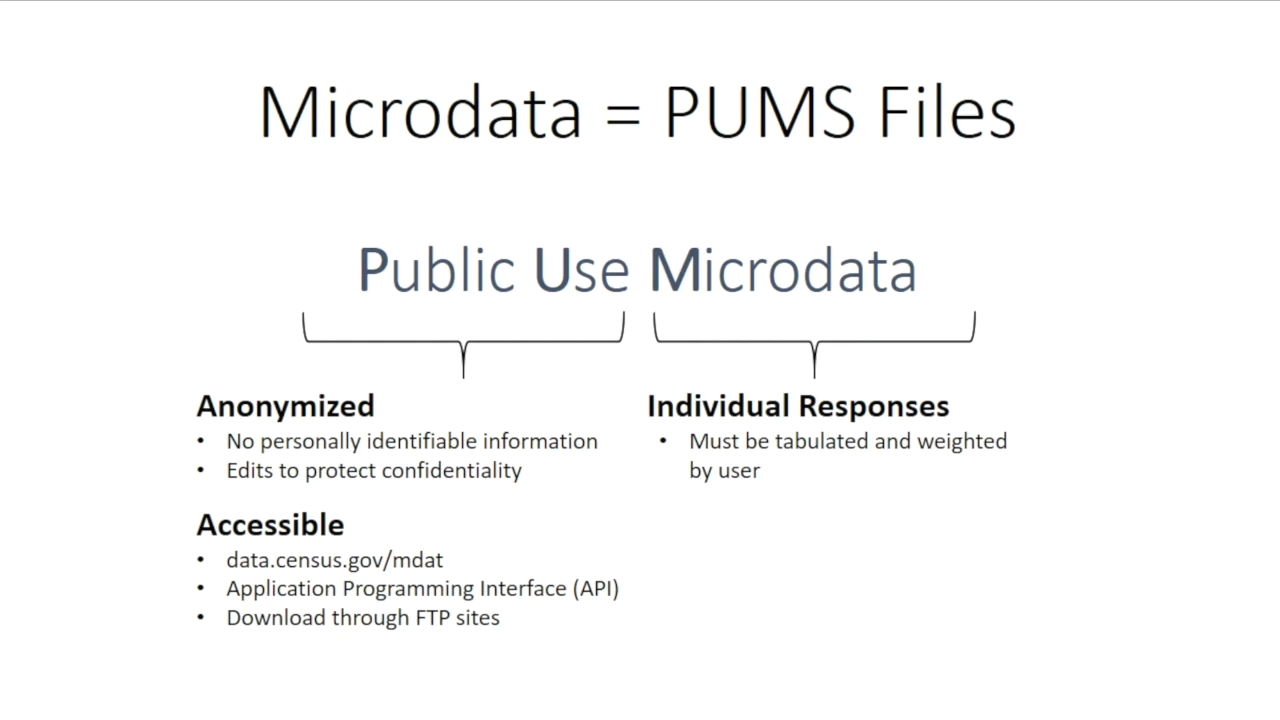 Microdata = PUMS Files
Public Use Microdata
Anonymized
• No personally identifiable information
• Edits to protect confidentiality
Accessible
• data.census.gov/mdat
• Application Programming Interface (API)
• Download through FTP sites
Individual Responses
• Must be tabulated and weighted
by user